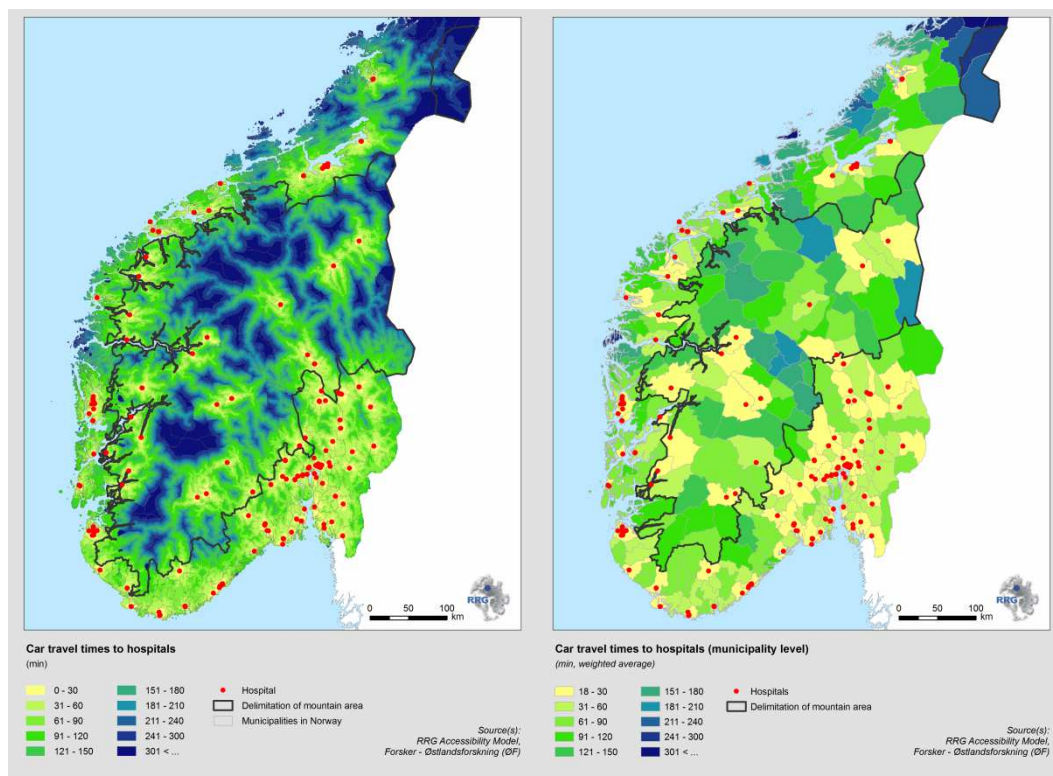 RRG
0 50 100
km
Car travel times to hospitals
(min)
0 - 30
31 - 60
61 - 90
91 - 120
121 - 150
151 - 180
181 - 210
211 - 240
241 - 300
301 < ...
Hospital
Delimitation of mountain area
Municipalities in Norway
Source(s):
RRG Accessibility Model,
Forsker - Østlandsforskning (ØF)
RRG
0 50 100
km
Car travel times to hospitals (municipality level)
(min, weighted average)
18 - 30
31 - 60
61 - 90
91 - 120
121 - 150
151 - 180
181 - 210
211 - 240
241 - 300
301 < ...
Hospitals
Delimitation of mountain area
Source(s):
RRG Accessibility Model,
Forsker - Østlandsforskning (ØF)